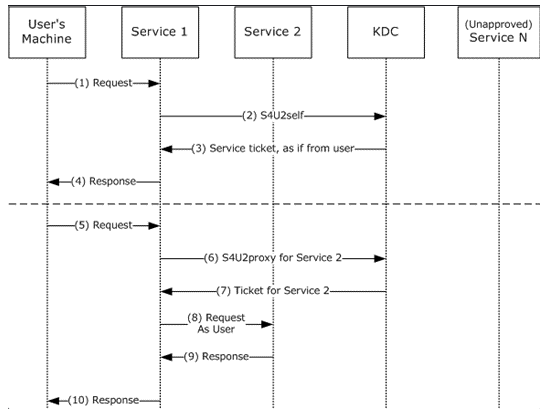 User's
Machine
Service 1
Service 2
KDC
(Unapproved)
Service N
(1) Request
(2) S4U2self
(3) Service ticket, as if from user
(4) Response
(5) Request
(6) S4U2proxy for Service 2
(7) Ticket for Service 2
(8) Request
As User
(9) Response
(10) Response